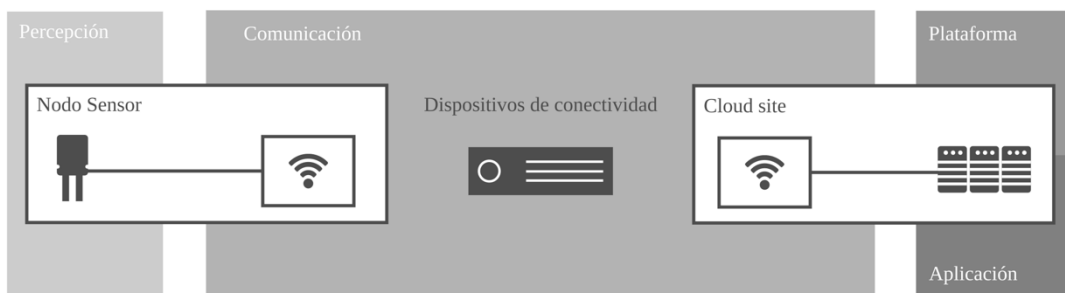 Percepción
Comunicación
Plataforma
Nodo Sensor
Dispositivos de conectividad
Cloud site
Aplicación